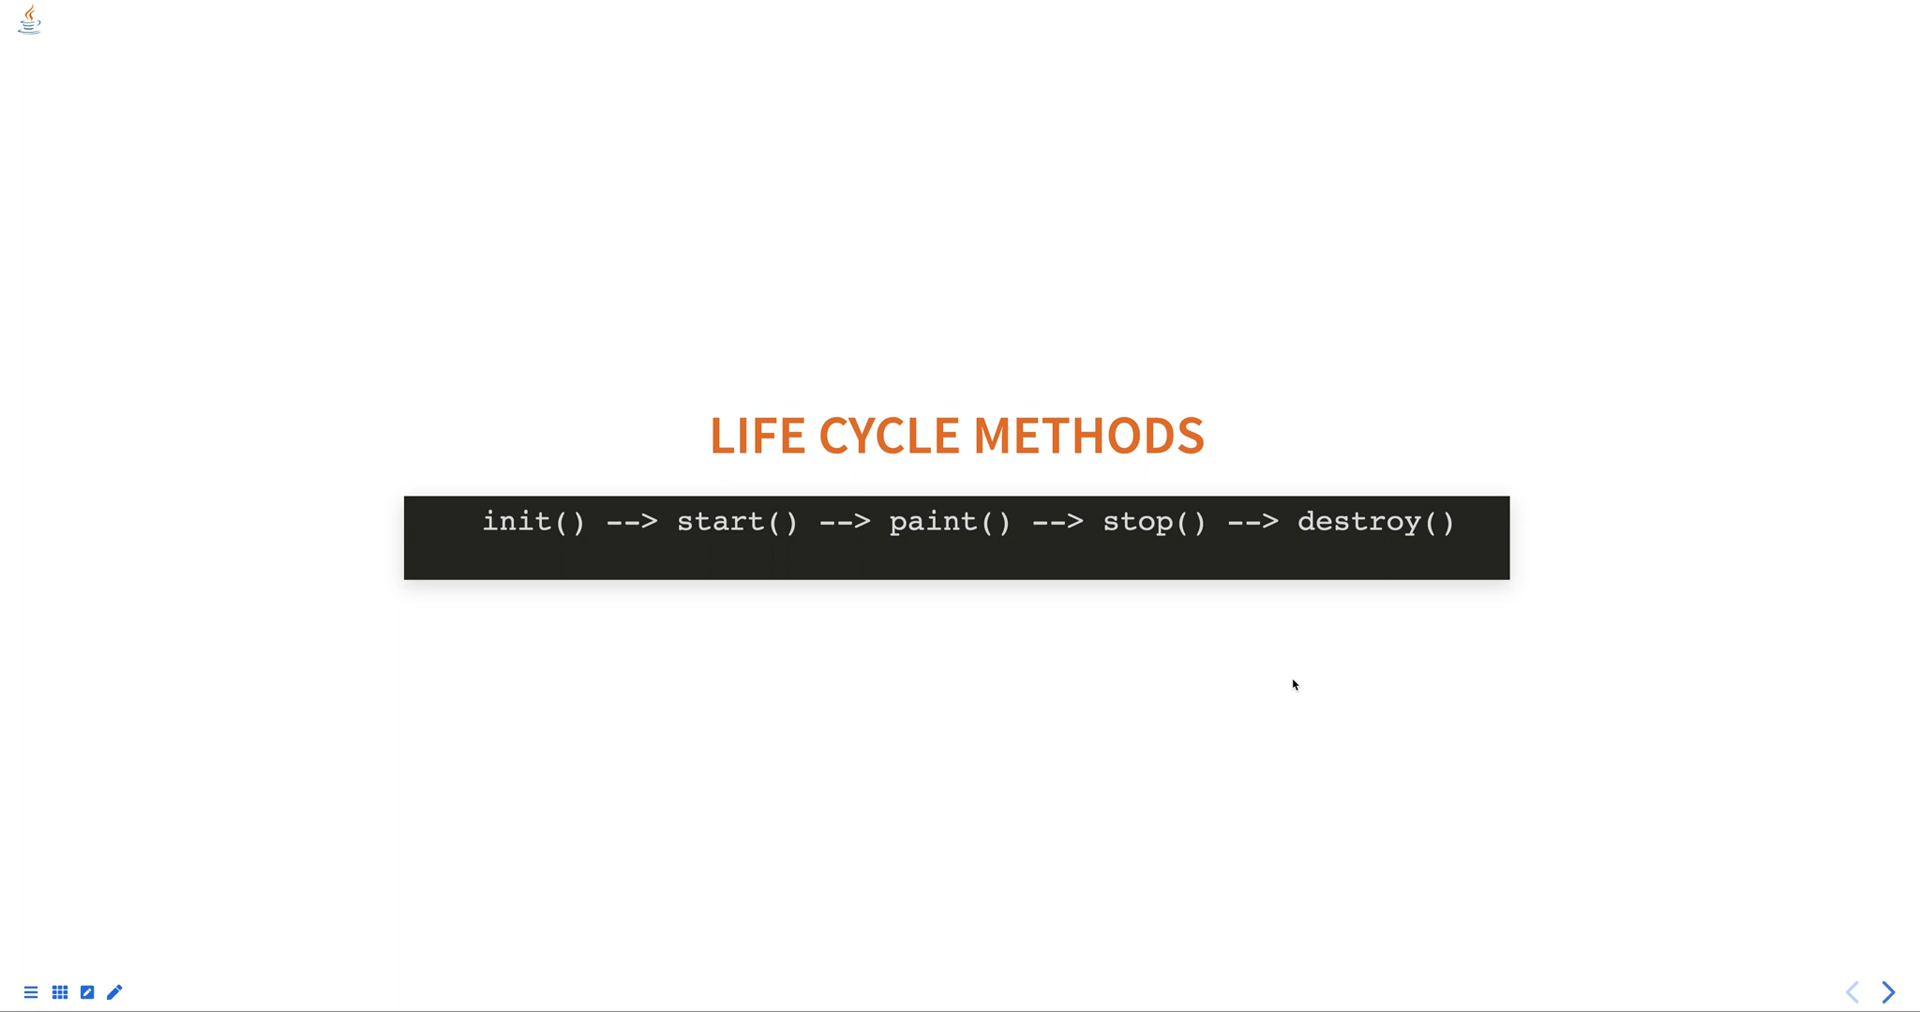 LIFE CYCLE METHODS
init() --> start() --> paint() --> stop() --> destroy()